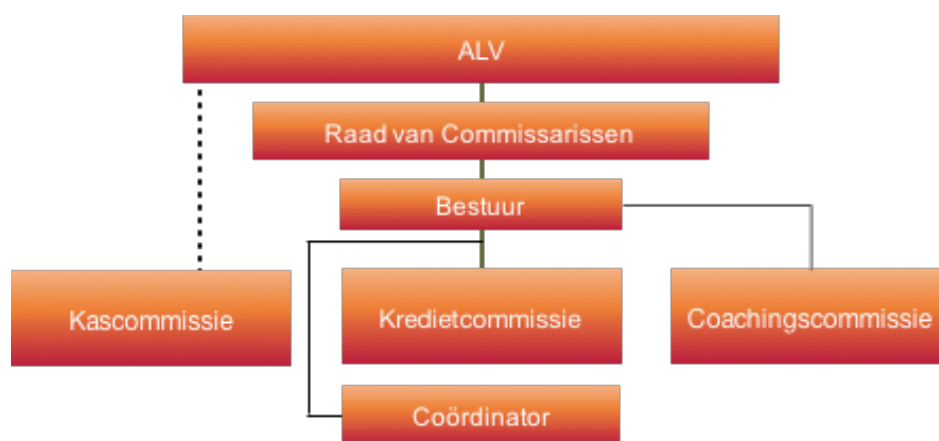 ALV
Raad van Commissarissen
Bestuur
Kascommissie
Kredietcommissie
Coachingscommissie
Coördinator